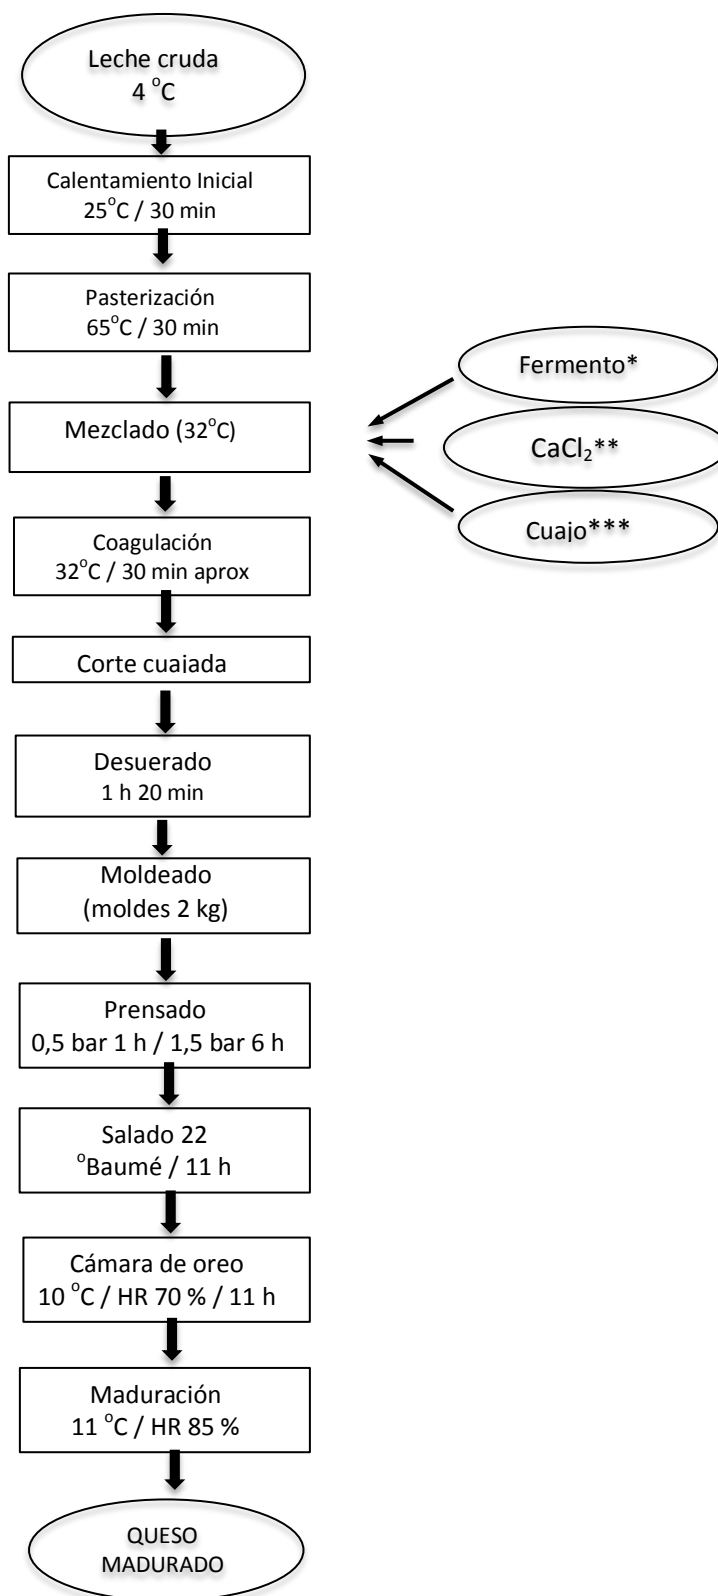 Leche cruda
4 °C
Calentamiento Inicial
25°C / 30 min
Pasterización
65°C / 30 min
Fermento*
Mezclado (32°C)
CaCl₂**
Cuajo***
Coagulación
32°C / 30 min aprox
Corte cuajada
Desuerado
1 h 20 min
Moldeado
(moldes 2 kg)
Prensado
0,5 bar 1 h / 1,5 bar 6 h
Salado 22
°Baumé / 11 h
Cámara de oreo
10 °C / HR 70 % / 11 h
Maduración
11 °C / HR 85 %
QUESO
MADURADO